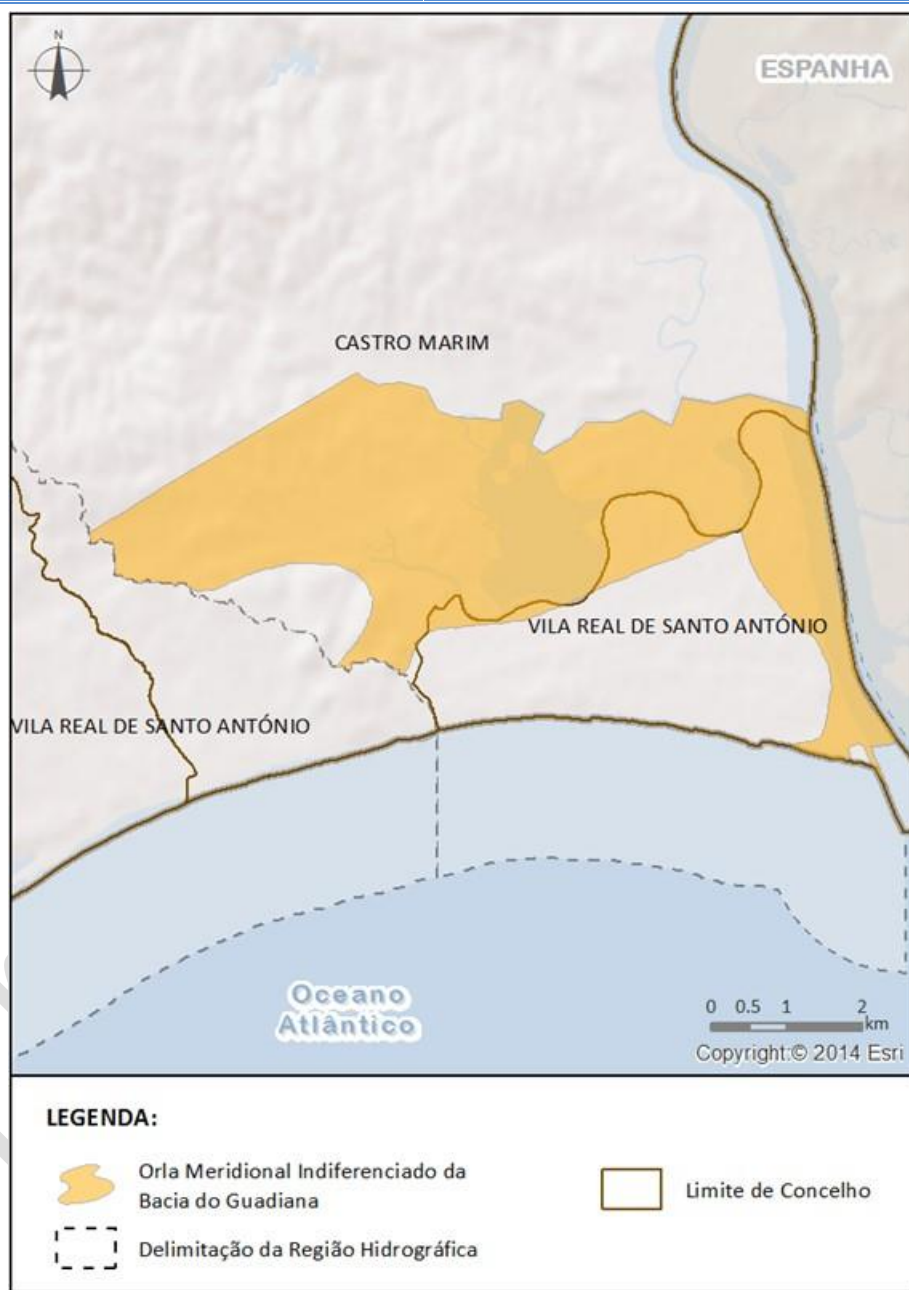 N
ESPANHA
CASTRO MARIM
VILA REAL DE SANTO ANTÓNIO
VILA REAL DE SANTO ANTÓNIO
Oceano
Atlântico
0 0.5 1 2
km
Copyright:© 2014 Esri
LEGENDA:
Orla Meridional Indiferenciado da
Bacia do Guadiana
Limite de Concelho
Delimitação da Região Hidrográfica